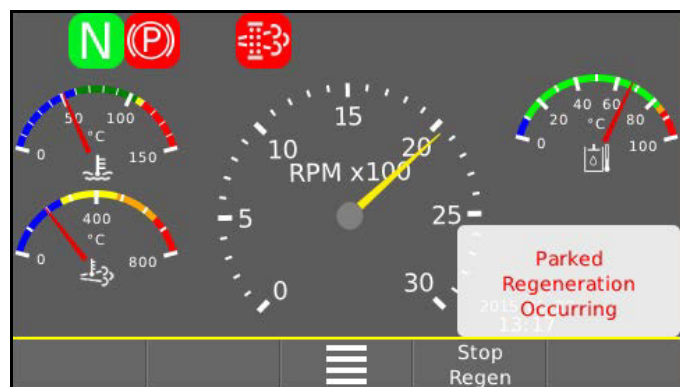 N (P)
50 100
°C
0 150
400
°C
0 800
0 5 10 15 20 25 30
RPM x100
0 20 40 60 80 100
°C
Parked
Regeneration
Occurring
13:17
Stop
Regen